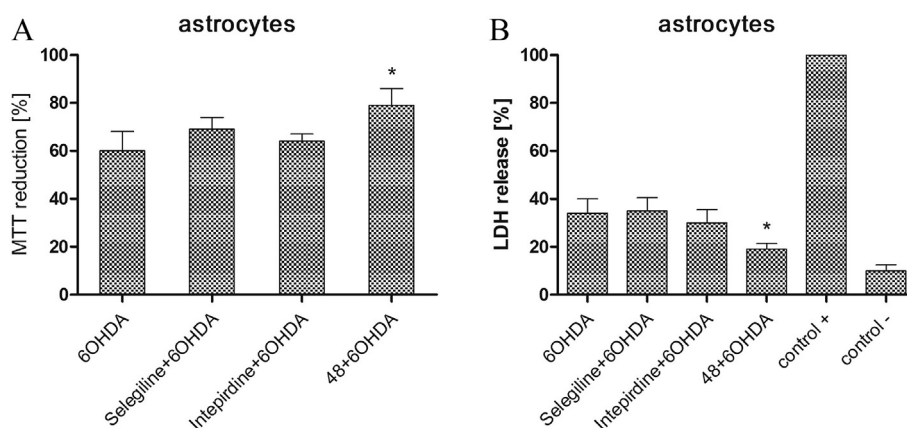 A
astrocytes
MTT reduction [%]
100
80
60
40
20
0
*
6OHDA
Selegiline+6OHDA
Intepirdine+6OHDA
48+6OHDA
B
astrocytes
LDH release [%]
100
80
60
40
20
0
*
6OHDA
Selegiline+6OHDA
Intepirdine+6OHDA
48+6OHDA
control +
control -